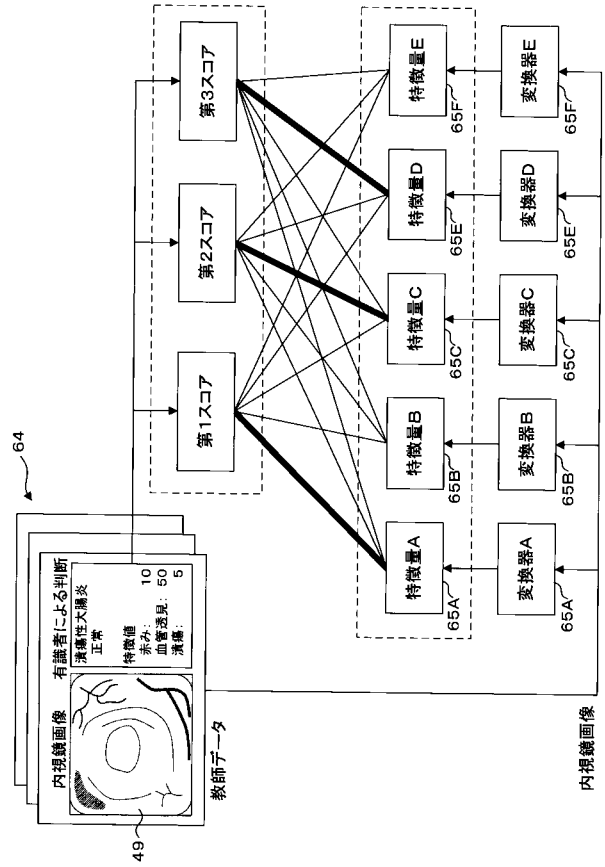 64
内視鏡画像
有識者による判断
潰瘍性大腸炎
正常
特徴値
赤み: 10
血管透見: 50
潰瘍: 5
49
教師データ
第1スコア
第2スコア
第3スコア
特徴量A
特徴量B
特徴量C
特徴量D
特徴量E
65A
65B
65C
65E
65F
変換器A
変換器B
変換器C
変換器D
変換器E
65A
65B
65C
65E
65F
内視鏡画像